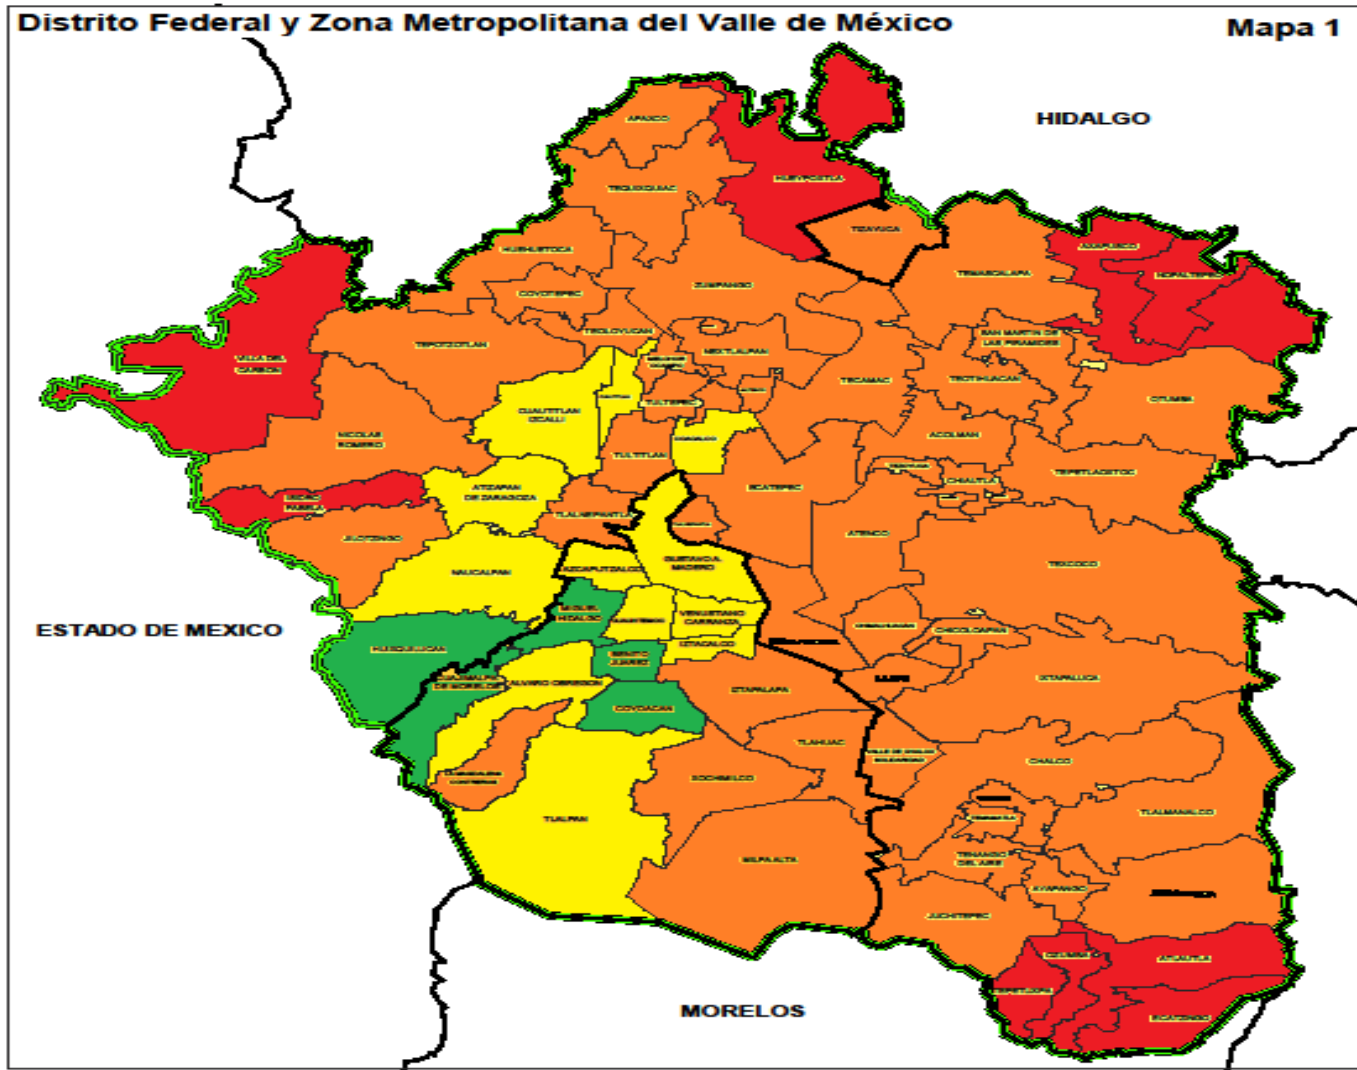 Distrito Federal y Zona Metropolitana del Valle de México
Mapa 1
HIDALGO
APAXCO
HUEYPOXTLA
TEQUIXQUIAC
TIZAYUCA
HUEHUETOCA
AXAPUSCO
TEMASCALAPA
COYOTEPEC
ZUMPANGO
TEOLOYUCAN
SAN MARTIN DE
LAS PIRAMIDES
TEPOTZOTLAN
NEXTLALPAN
VILLA DEL
CARBON
TECAMAC
TEOTIHUACAN
OTUMBA
TULTEPEC
CUAUTITLAN
IZCALLI
NICOLAS
ROMERO
ACOLMAN
TULTITLAN
ECATEPEC
TEPETLAOXTOC
CHIAUTLA
ATIZAPAN
DE ZARAGOZA
ISIDRO
FABELA
TLALNEPANTLA
JILOTZINGO
ATENCO
GUSTAVO A.
MADERO
TEXCOCO
NAUCALPAN
AZCAPOTZALCO
MIGUEL
HIDALGO
VENUSTIANO
CARRANZA
CHICOLOAPAN
ESTADO DE MEXICO
HUIXQUILUCAN
IZTACALCO
BENITO
JUAREZ
IXTAPALUCA
DE MORELOS
ALVARO OBREGON
IZTAPALAPA
COYOACAN
TLAHUAC
CHALCO
XOCHIMILCO
TLALPAN
TLALMANALCO
MILPA ALTA
TENANGO
DEL AIRE
AYAPANGO
JUCHITEPEC
OZUMBA
ATLAUTLA
ECATZINGO
MORELOS